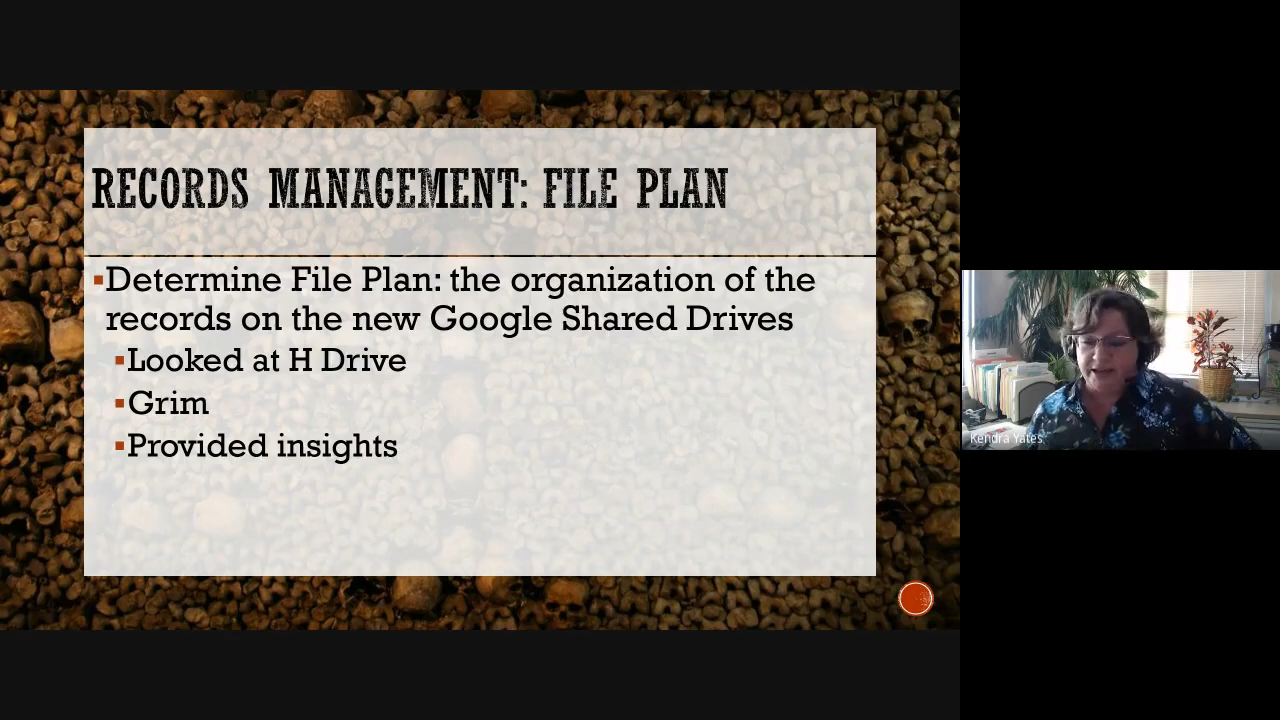 RECORDS MANAGEMENT: FILE PLAN
Determine File Plan: the organization of the
records on the new Google Shared Drives
Looked at H Drive
Grim
Provided insights
Kendra Yates